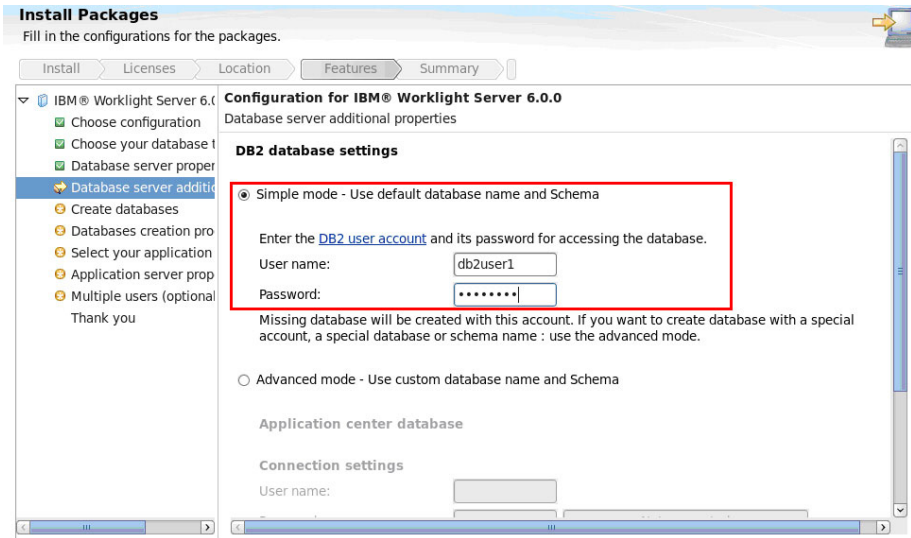 Install Packages
Fill in the configurations for the packages.
Install Licenses Location Features Summary
IBM® Worklight Server 6.(
Choose configuration
Choose your database t
Database server proper
Database server additic
Create databases
Databases creation pro
Select your application
Application server prop
Multiple users (optional
Thank you
Configuration for IBM® Worklight Server 6.0.0
Database server additional properties
DB2 database settings
Simple mode - Use default database name and Schema
Enter the DB2 user account and its password for accessing the database.
User name: db2user1
Password: ••••••••
Missing database will be created with this account. If you want to create database with a special
account, a special database or schema name : use the advanced mode.
Advanced mode - Use custom database name and Schema
Application center database
Connection settings
User name: